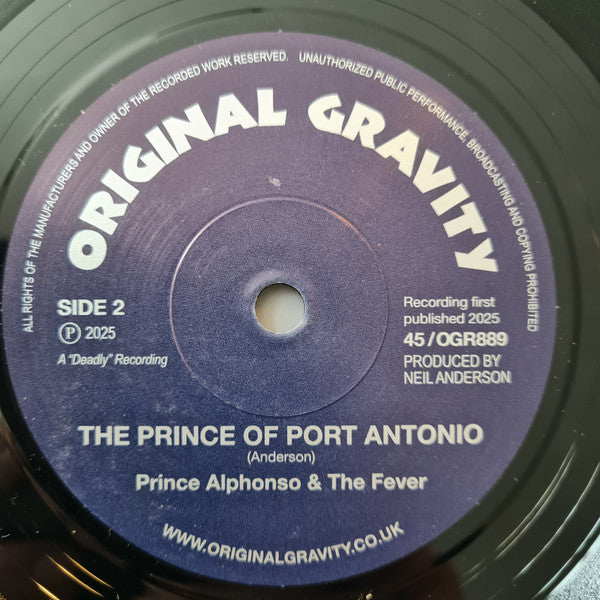 ALL RIGHTS OF THE MANUFACTURERS AND OWNER OF THE RECORDED WORK RESERVED. UNAUTHORIZED PUBLIC PERFORMANCE, BROADCASTING AND COPYING PROHIBITED
ORIGINAL GRAVITY
SIDE 2
Ⓟ 2025
A "Deadly" Recording
Recording first
published 2025
45/OGR889
PRODUCED BY
NEIL ANDERSON
THE PRINCE OF PORT ANTONIO
(Anderson)
Prince Alphonso & The Fever
WWW.ORIGINALGRAVITY.CO.UK